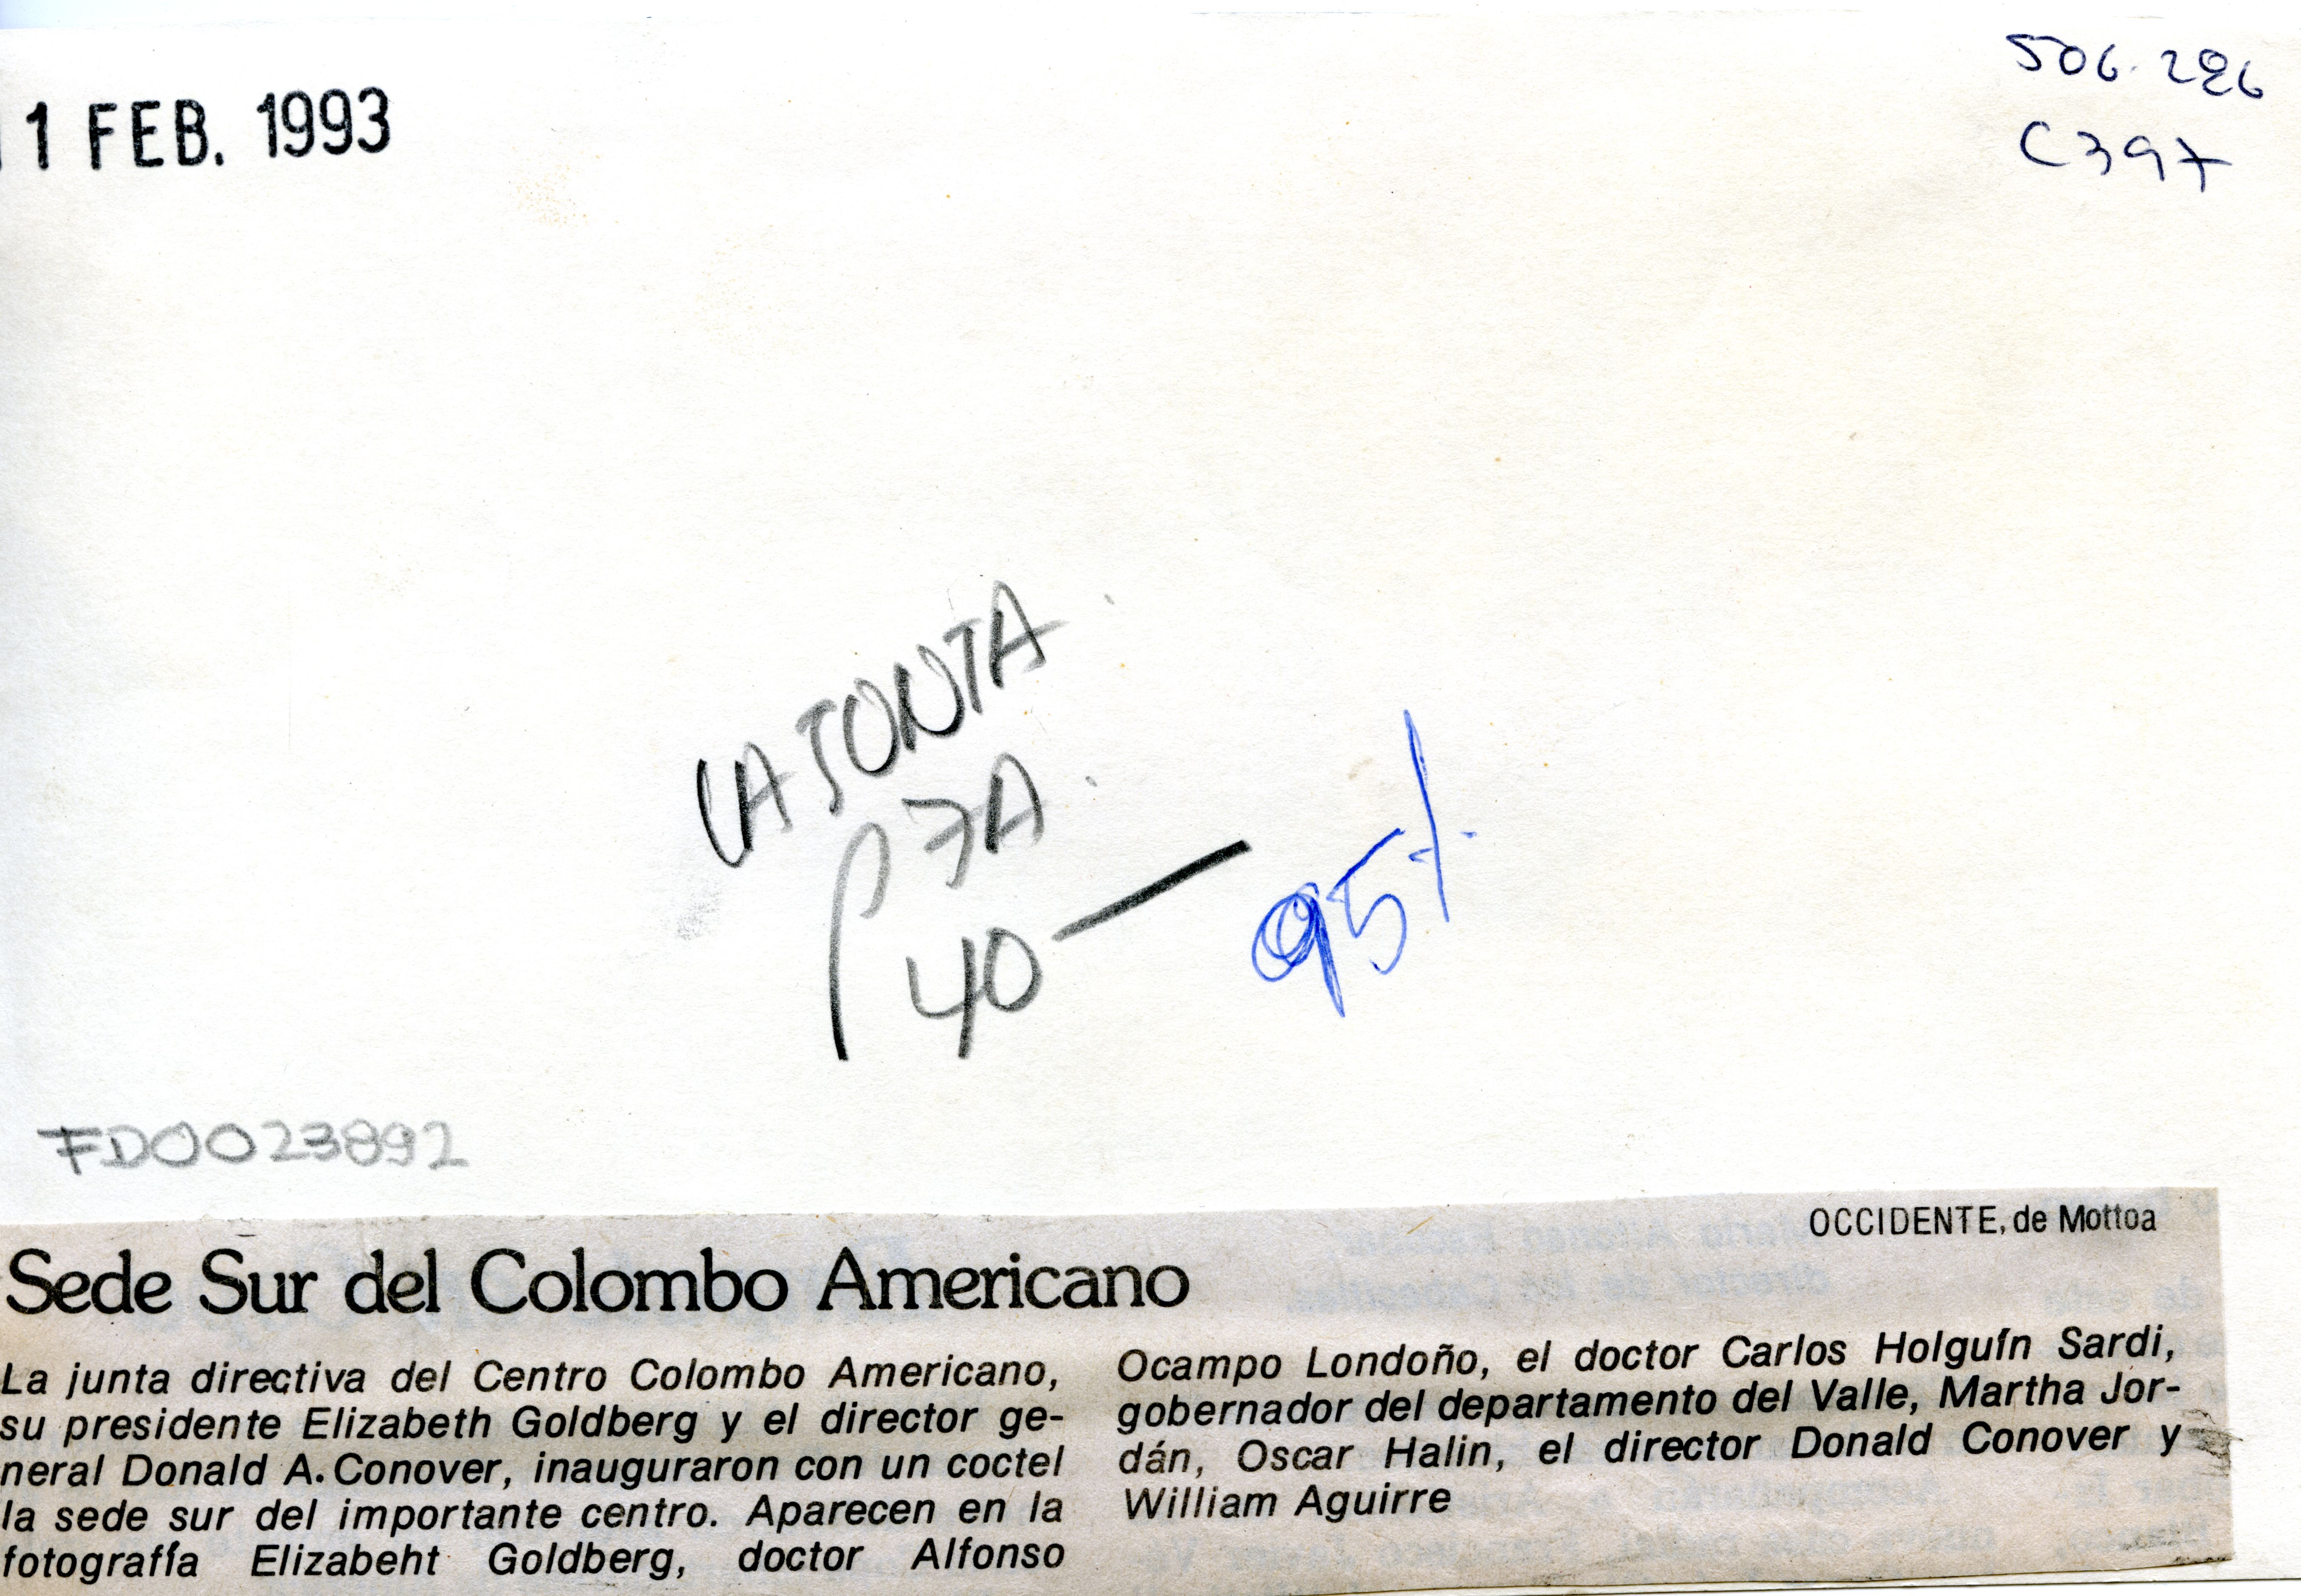 1 FEB. 1993
506.286
C397
LA JUNTA
P 7A.
40 —
95%
FD0023892
OCCIDENTE, de Mottoa
Sede Sur del Colombo Americano
La junta directiva del Centro Colombo Americano,
su presidente Elizabeth Goldberg y el director ge-
neral Donald A. Conover, inauguraron con un coctel
la sede sur del importante centro. Aparecen en la
fotografía Elizabeht Goldberg, doctor Alfonso
Ocampo Londoño, el doctor Carlos Holguín Sardi,
gobernador del departamento del Valle, Martha Jor-
dán, Oscar Halin, el director Donald Conover y
William Aguirre